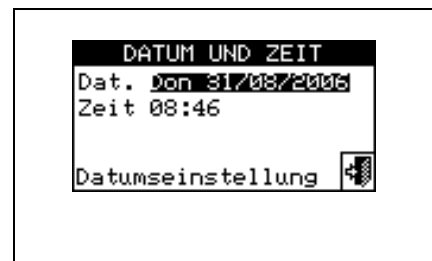 DATUM UND ZEIT
Dat. Don 31/08/2006
Zeit 08:46
Datumseinstellung